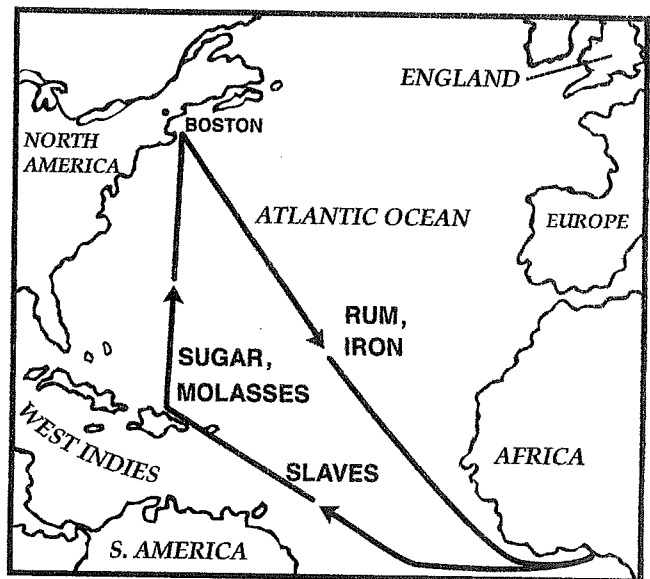 ENGLAND
BOSTON
NORTH
AMERICA
ATLANTIC OCEAN
EUROPE
RUM,
IRON
SUGAR,
MOLASSES
WEST INDIES
SLAVES
AFRICA
S. AMERICA